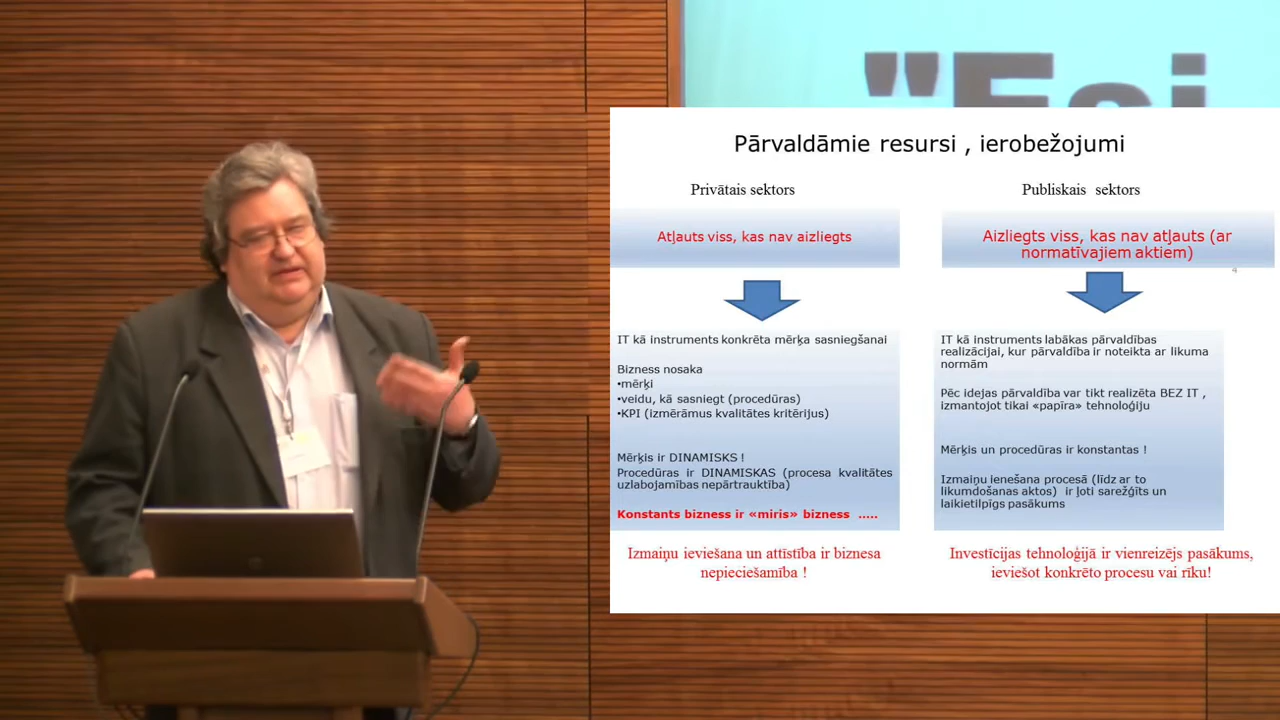 "Esi
Pārvaldāmie resursi , ierobežojumi
Privātais sektors
Atļauts viss, kas nav aizliegts
IT kā instruments konkrēta mērķa sasniegšanai
Bizness nosaka
•mērķi
•veidu, kā sasniegt (procedūras)
•KPI (izmērāmus kvalitātes kritērijus)
Mērķis ir DINAMISKS !
Procedūras ir DINAMISKAS (procesa kvalitātes
uzlabojamības nepārtrauktība)
Konstants bizness ir «miris» bizness .....
Izmaiņu ieviešana un attīstība ir biznesa
nepieciešamība !
Publiskais sektors
Aizliegts viss, kas nav atļauts (ar
normatīvajiem aktiem)
4
IT kā instruments labākas pārvaldības
realizācijai, kur pārvaldība ir noteikta ar likuma
normām
Pēc idejas pārvaldība var tikt realizēta BEZ IT ,
izmantojot tikai «papīra» tehnoloģiju
Mērķis un procedūras ir konstantas !
Izmaiņu ienešana procesā (līdz ar to
likumdošanas aktos) ir joti sarežģīts un
laikietilpīgs pasākums
Investīcijas tehnoloģijā ir vienreizējs pasākums,
ieviešot konkrēto procesu vai rīku!